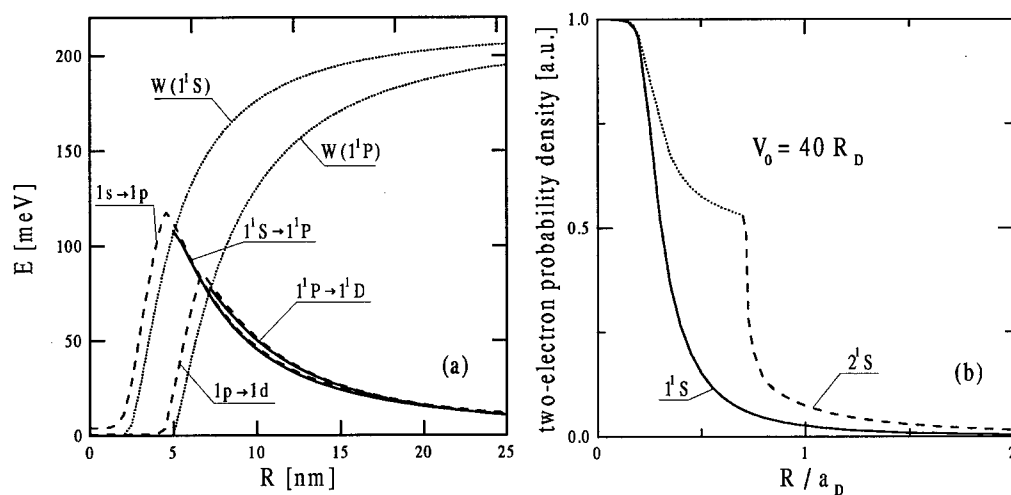 E [meV]
200
150
100
50
0
W(1¹S)
W(1¹P)
1s→1p
1¹S→1¹P
1¹P→1¹D
1p→1d
(a)
0 5 10 15 20 25
R [nm]
two-electron probability density [a.u.]
1.0
0.5
0.0
V₀ = 40 R_D
1¹S
2¹S
(b)
0 1 2
R / a_D